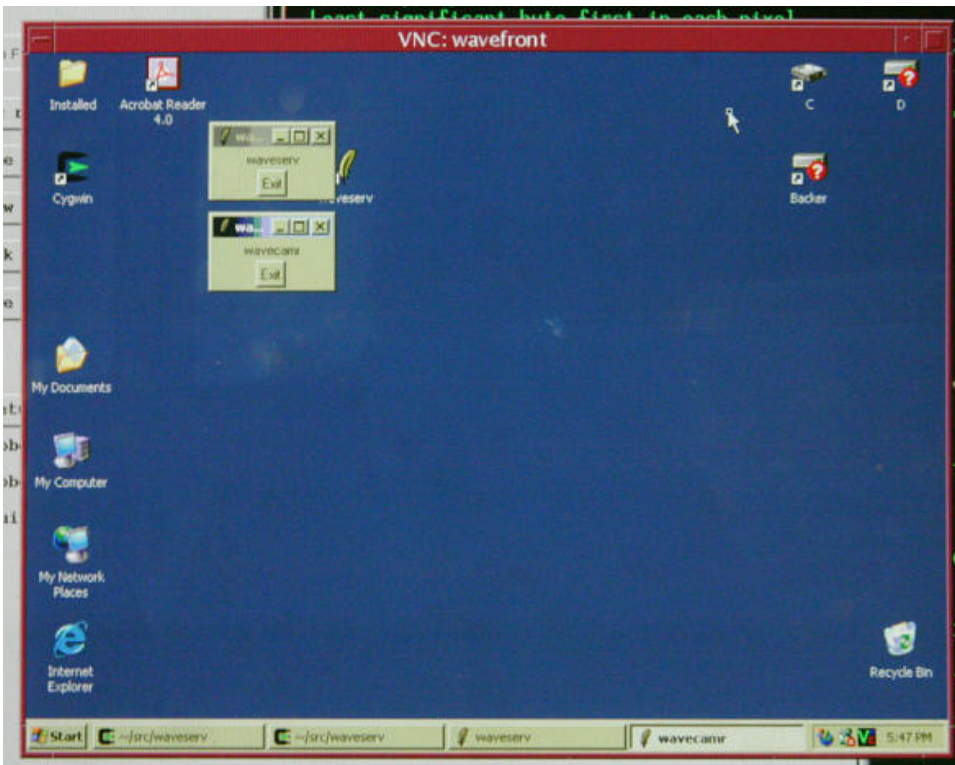 Least significant byte first in each pixel
VNC: wavefront
Installed
Acrobat Reader
4.0
C
D
wa...
waveserv
Exit
Cygwin
Backer
wa...
wavecamr
Exit
My Documents
My Computer
My Network
Places
Internet
Explorer
Recycle Bin
Start
~/src/waveserv
~/src/waveserv
waveserv
wavecamr
5:47 PM